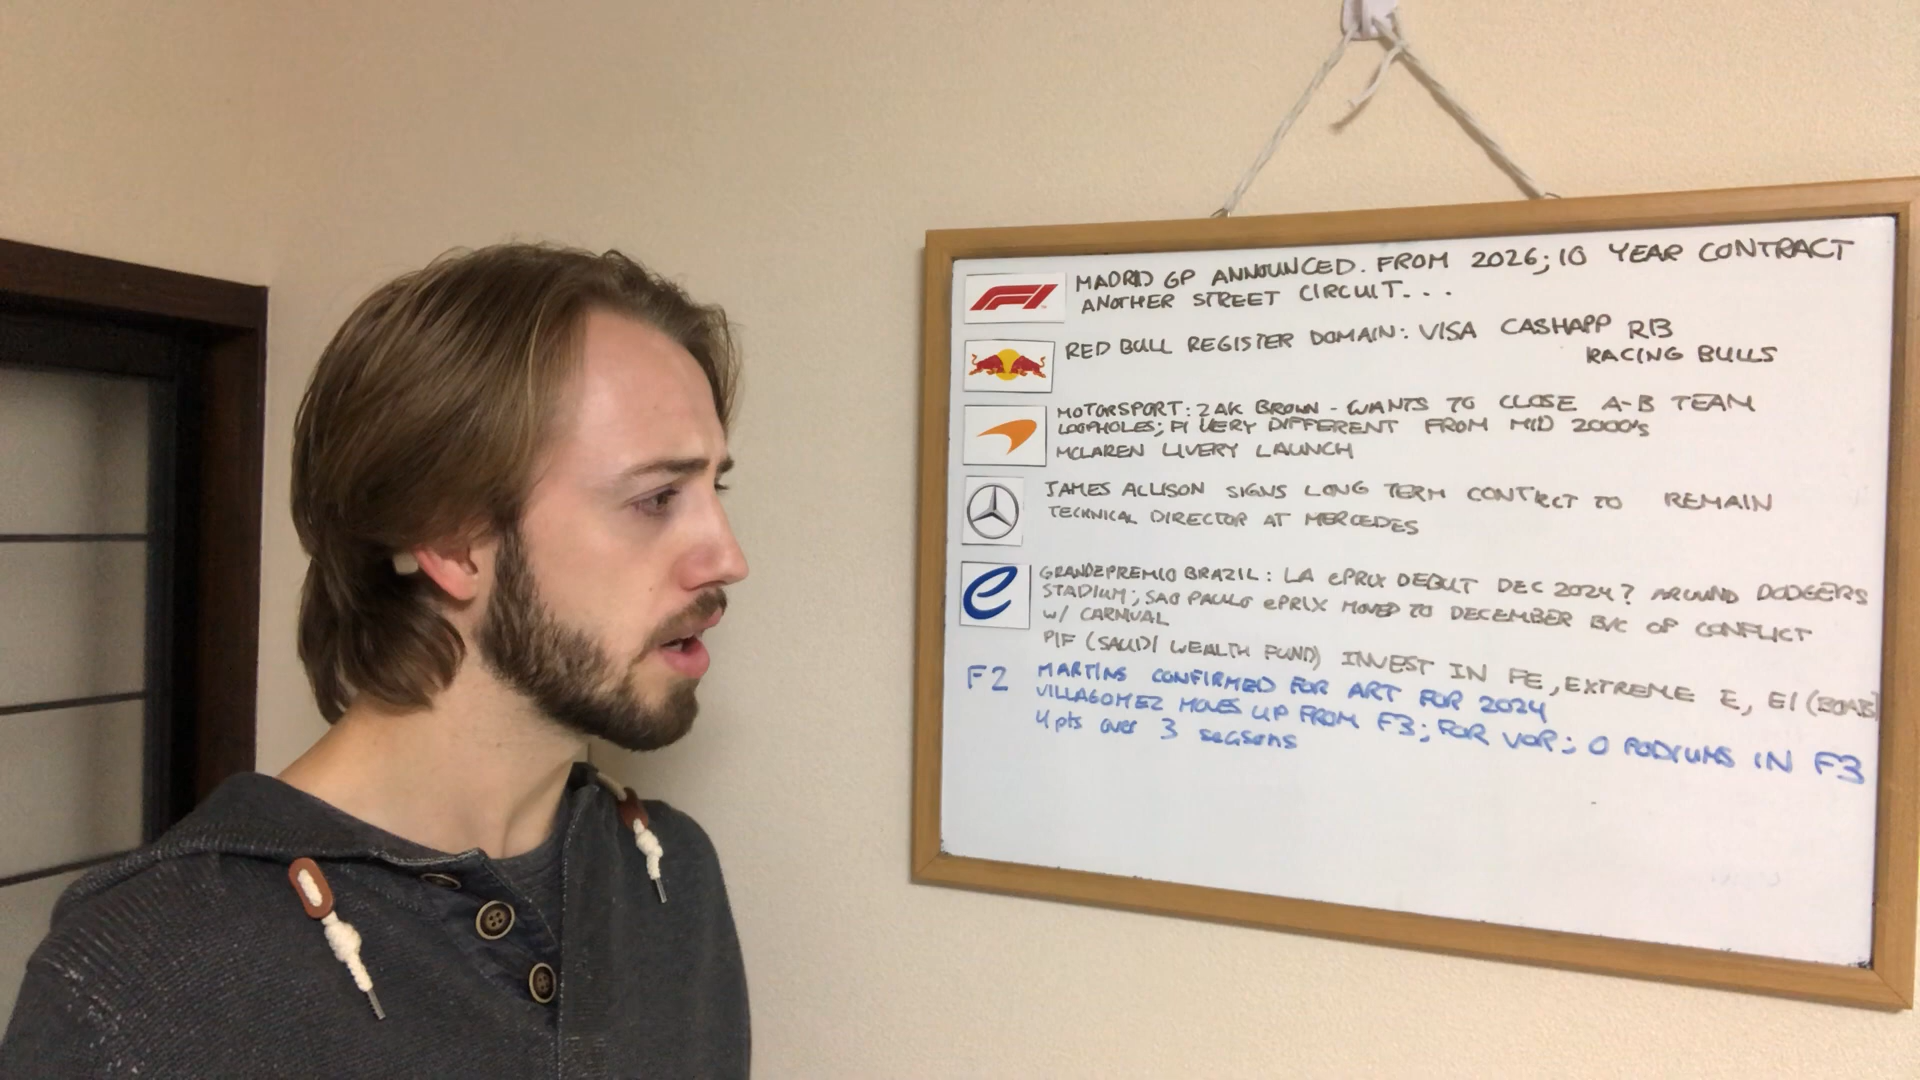 F1
MADRID GP ANNOUNCED. FROM 2026; 10 YEAR CONTRACT
ANOTHER STREET CIRCUIT...
RED BULL REGISTER DOMAIN: VISA CASHAPP RB
RACING BULLS
MOTORSPORT: ZAK BROWN - WANTS TO CLOSE A-B TEAM
LOOPHOLES; F1 VERY DIFFERENT FROM MID 2000's
MCLAREN LIVERY LAUNCH
JAMES ALLISON SIGNS LONG TERM CONTRCT TO REMAIN
TECHNICAL DIRECTOR AT MERCEDES
e
GRANDEPREMIO BRAZIL: LA ePRIX DEBUT DEC 2024? AROUND DODGERS
STADIUM; SAO PAULO ePRIX MOVED TO DECEMBER B/C OF CONFLICT
W/ CARNIVAL
PIF (SAUDI WEALTH FUND) INVEST IN FE, EXTREME E, E1 (BOAB
F2 MARTINS CONFIRMED FOR ART FOR 2024
VILLAGOMEZ MOVES UP FROM F3; FOR VAR; 0 PODIUMS IN F3
4pts over 3 seasons